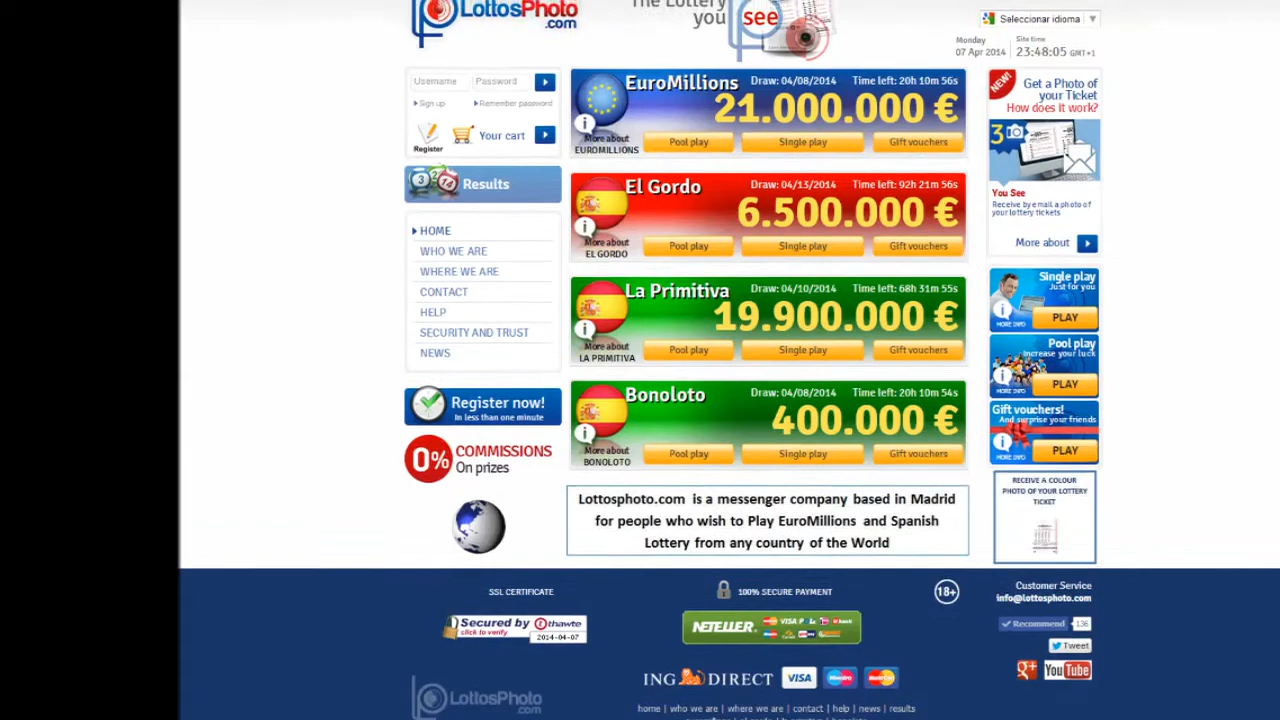 LottosPhoto
.com
The Lottery
you see
Seleccionar idioma
Monday
07 Apr 2014
Site time
23:48:05 GMT+1
Username
Password
Sign up
Remember password
Register
Your cart
Results
HOME
WHO WE ARE
WHERE WE ARE
CONTACT
HELP
SECURITY AND TRUST
NEWS
Register now!
In less than one minute
0% COMMISSIONS
On prizes
EuroMillions
Draw: 04/08/2014 Time left: 20h 10m 56s
21.000.000 €
More about
EUROMILLIONS
Pool play
Single play
Gift vouchers
El Gordo
Draw: 04/13/2014 Time left: 92h 21m 56s
6.500.000 €
More about
EL GORDO
Pool play
Single play
Gift vouchers
La Primitiva
Draw: 04/10/2014 Time left: 68h 31m 55s
19.900.000 €
More about
LA PRIMITIVA
Pool play
Single play
Gift vouchers
Bonoloto
Draw: 04/08/2014 Time left: 20h 10m 54s
400.000 €
More about
BONOLOTO
Pool play
Single play
Gift vouchers
Lottosphoto.com is a messenger company based in Madrid
for people who wish to Play EuroMillions and Spanish
Lottery from any country of the World
NEW!
Get a Photo of
your Ticket
How does it work?
3
You See
Receive by email a photo of
your lottery tickets
More about
Single play
Just for you
MORE INFO
PLAY
Pool play
Increase your luck
MORE INFO
PLAY
Gift vouchers!
And surprise your friends
MORE INFO
PLAY
RECEIVE A COLOUR
PHOTO OF YOUR LOTTERY
TICKET
SSL CERTIFICATE
Secured by thawte
click to verify
2014-04-07
100% SECURE PAYMENT
NETELLER
VISA
ING DIRECT
VISA
Maestro
MasterCard
18+
Customer Service
info@lottosphoto.com
Recommend 136
Tweet
g+
YouTube
LottosPhoto
.com
home | who we are | where we are | contact | help | news | results